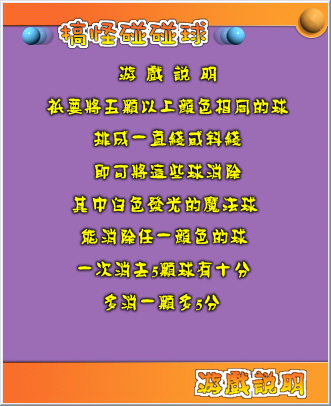 搞怪碰碰球
遊戲說明
祇要將五顆以上顏色相同的球
排成一直綫或斜綫
即可將這些球消除
其中白色發光的魔法球
能消除任一顏色的球
一次消去5顆球有十分
多消一顆多5分
遊戲說明